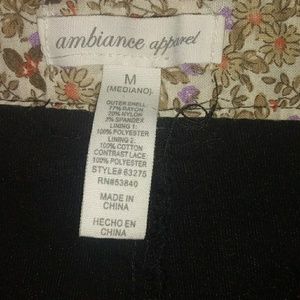 ambiance apparel
M
(MEDIANO)
OUTER SHELL
77% RAYON
20% NYLON
3% SPANDEX
LINING 1:
100% POLYESTER
LINING 2:
100% COTTON
CONTRAST LACE:
100% POLYESTER
STYLE# 63275
RN#53840
MADE IN
CHINA
HECHO EN
CHINA